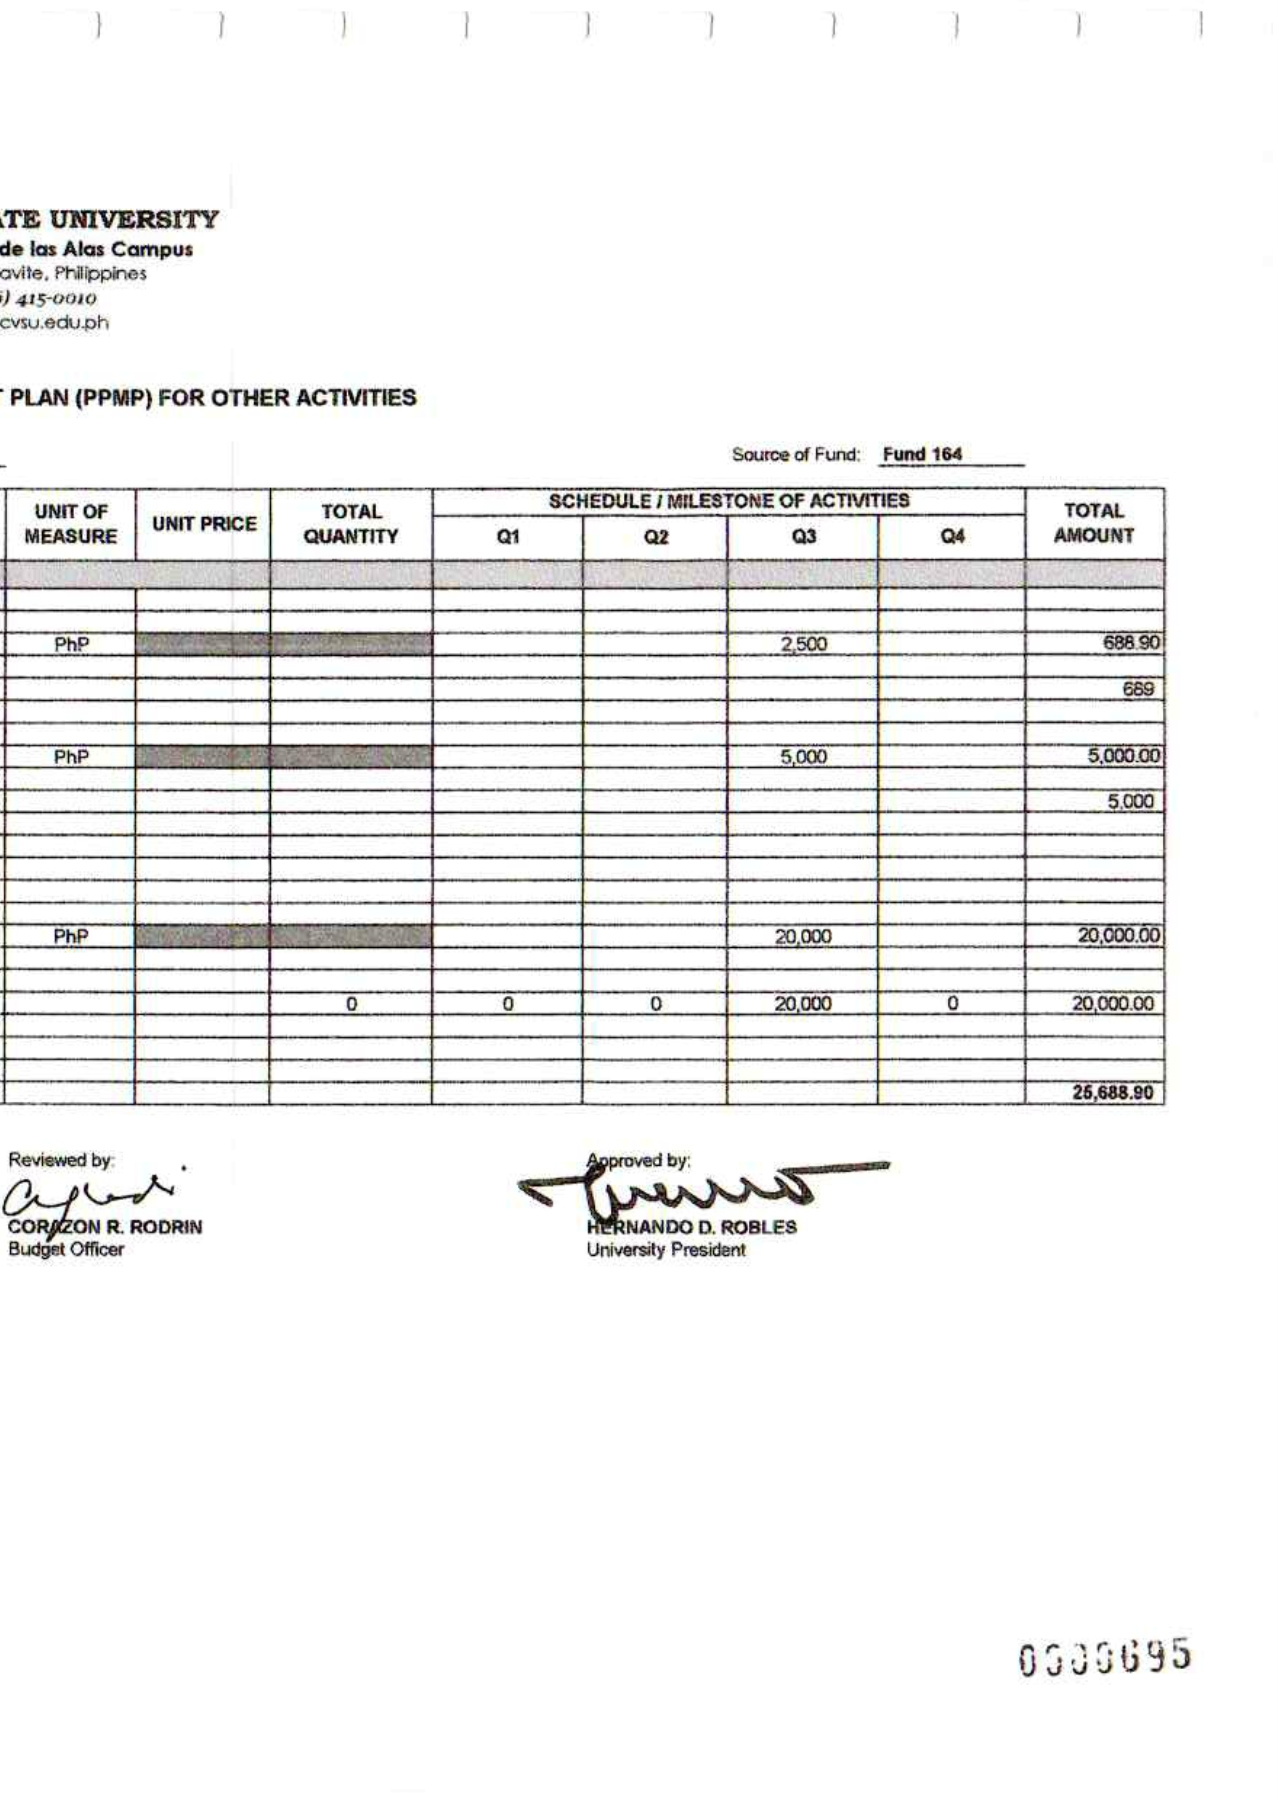 ATE UNIVERSITY
de las Alas Campus
avite, Philippines
) 415-0010
cvsu.edu.ph
T PLAN (PPMP) FOR OTHER ACTIVITIES
Source of Fund: Fund 164
UNIT OF MEASURE UNIT PRICE TOTAL QUANTITY SCHEDULE / MILESTONE OF ACTIVITIES TOTAL AMOUNT
Q1 Q2 Q3 Q4
PhP 2,500 688.90
689
PhP 5,000 5,000.00
5,000
PhP 20,000 20,000.00
0 0 0 20,000 0 20,000.00
25,688.90
Reviewed by: Approved by:
CORAZON R. RODRIN HERNANDO D. ROBLES
Budget Officer University President